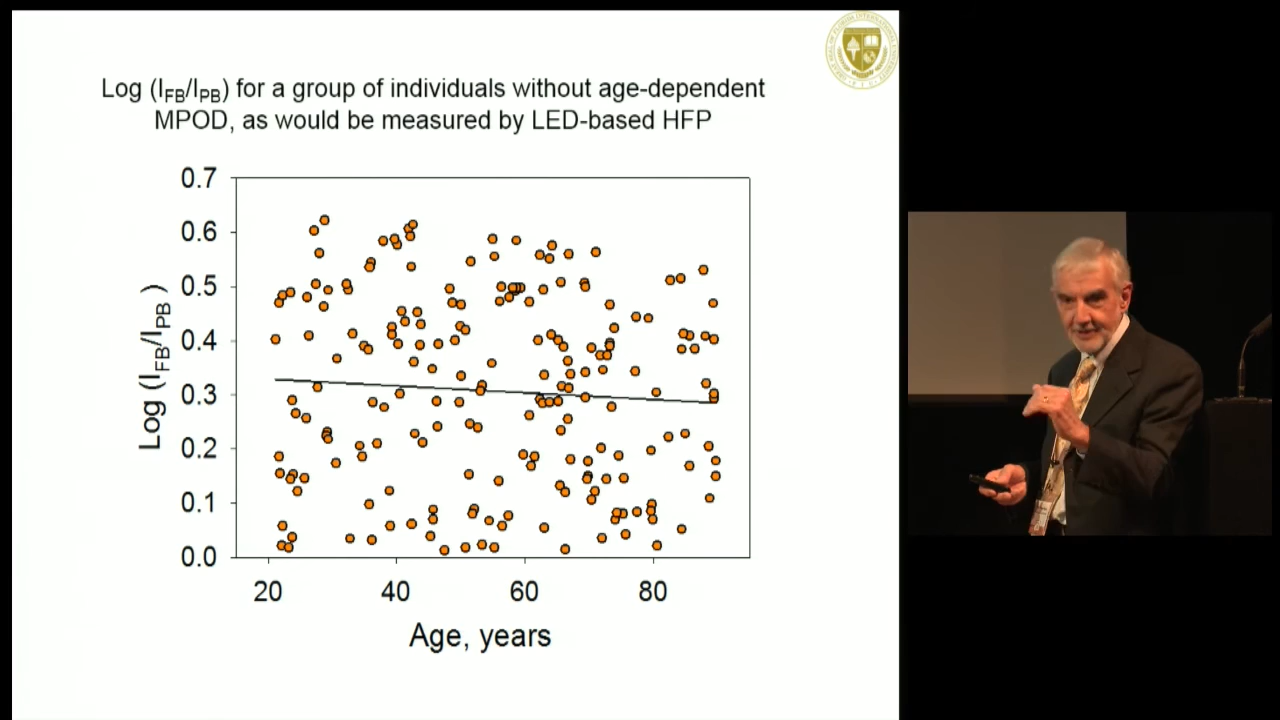 Log (I_FB/I_PB) for a group of individuals without age-dependent
MPOD, as would be measured by LED-based HFP
0.7
0.6
0.5
0.4
0.3
0.2
0.1
0.0
Log (I_FB/I_PB )
20 40 60 80
Age, years